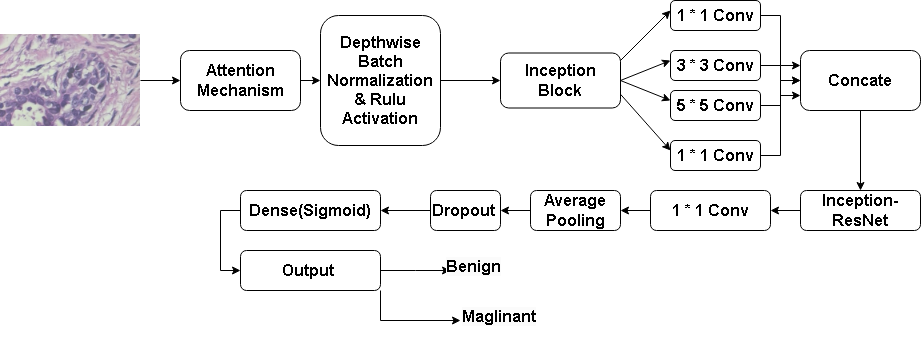 Attention
Mechanism
Depthwise
Batch
Normalization
& Rulu
Activation
Inception
Block
1 * 1 Conv
3 * 3 Conv
5 * 5 Conv
1 * 1 Conv
Concate
Inception-
ResNet
1 * 1 Conv
Average
Pooling
Dropout
Dense(Sigmoid)
Output
Benign
Maglinant